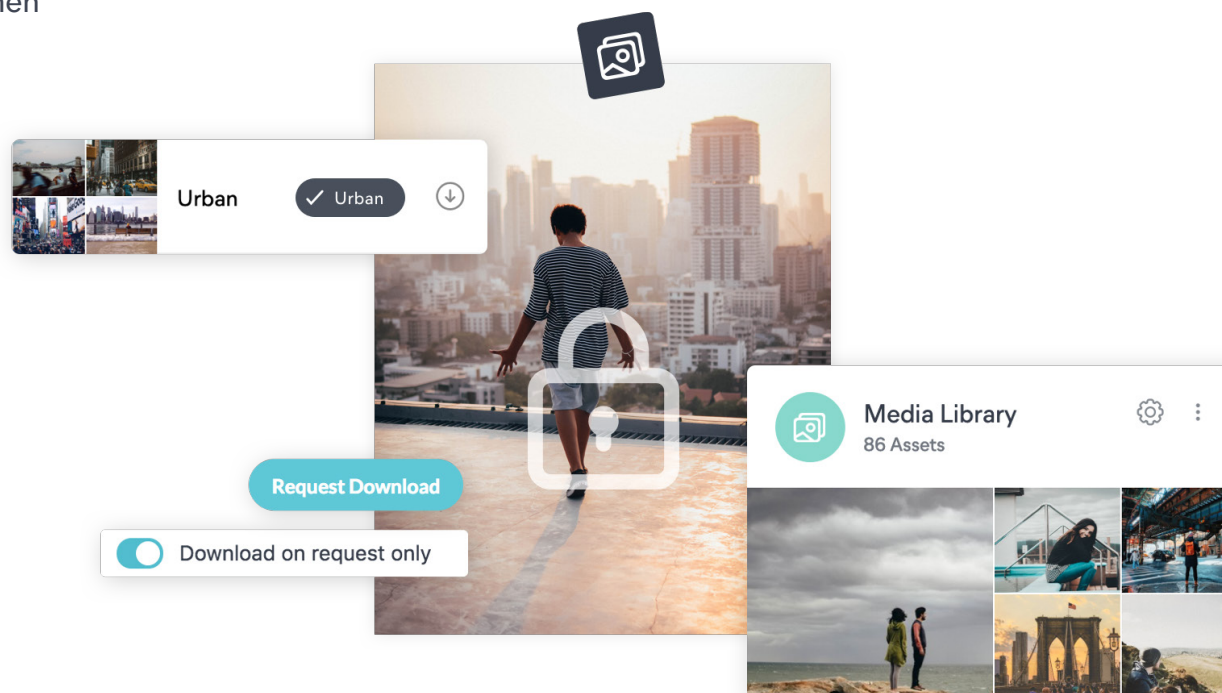 Urban
Urban
Request Download
Download on request only
Media Library
86 Assets